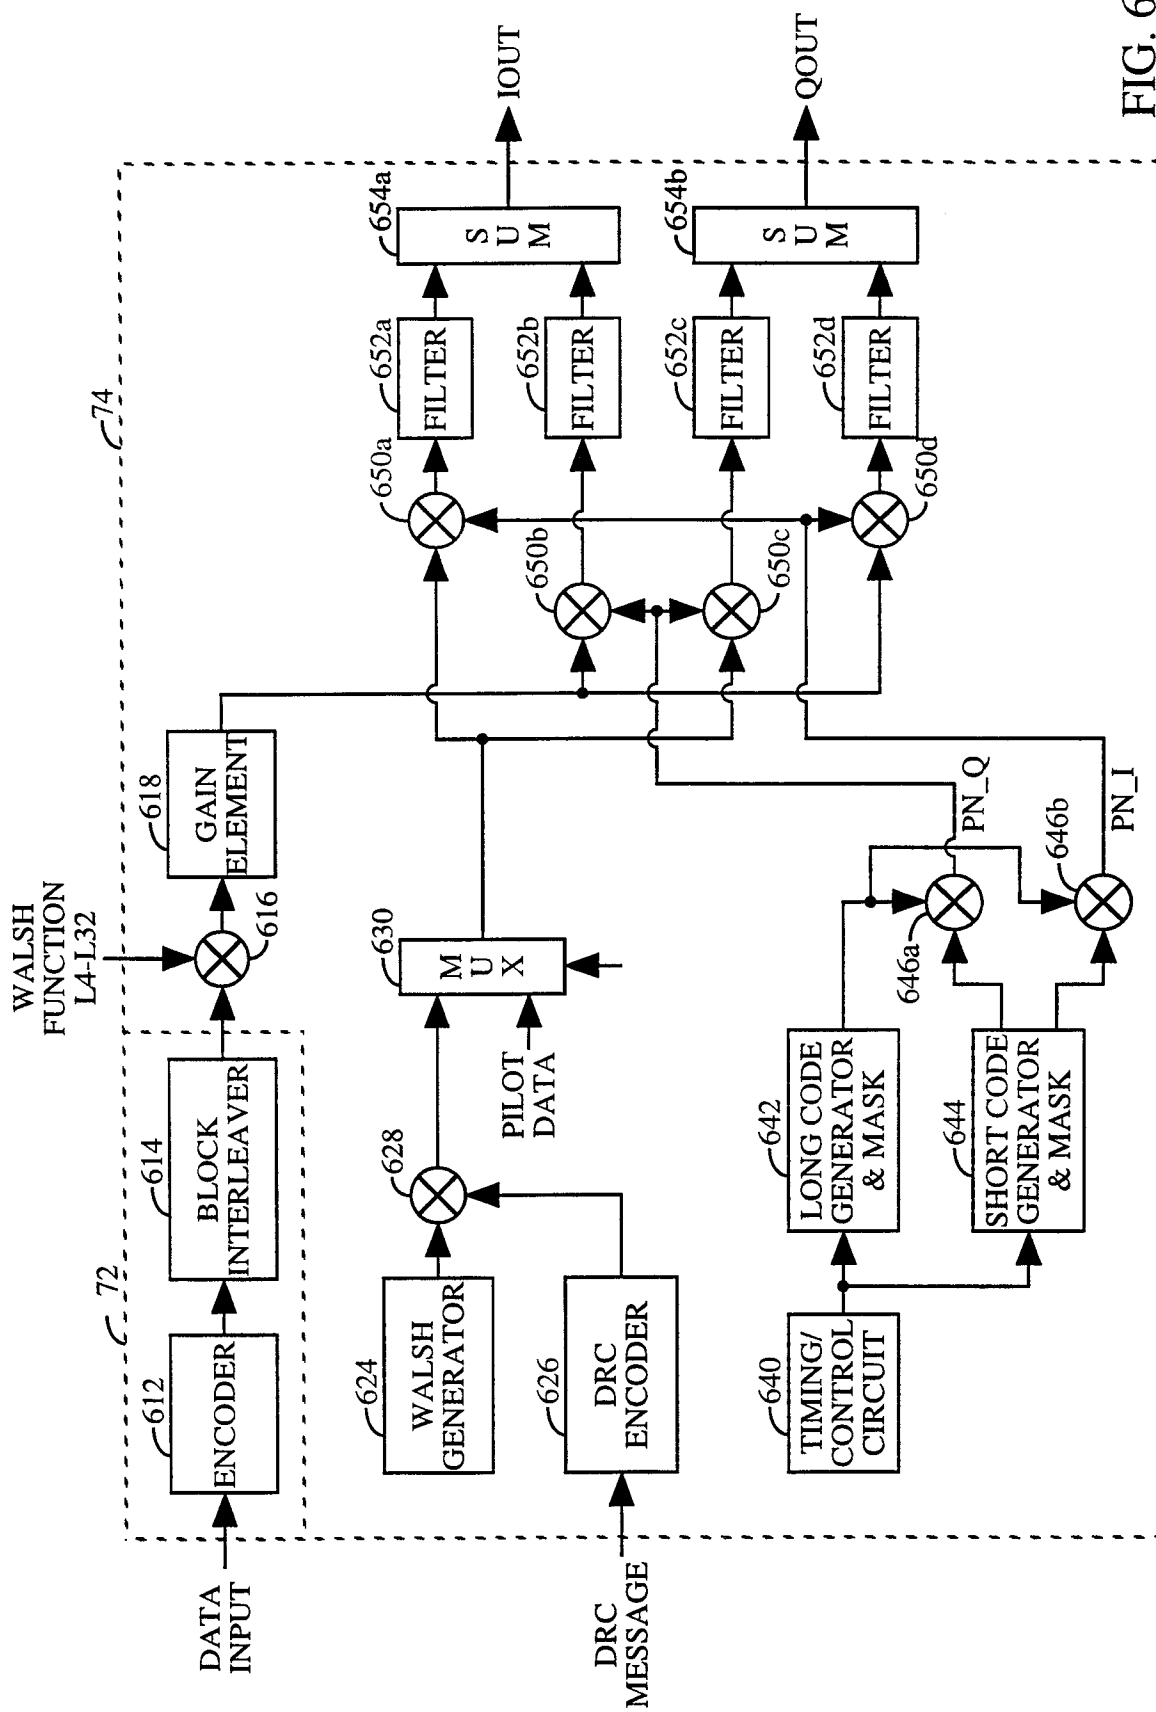 WALSH
FUNCTION
L4-L32
72
74
DATA
INPUT
612
ENCODER
614
BLOCK
INTERLEAVER
616
618
GAIN
ELEMENT
624
WALSH
GENERATOR
628
630
M
U
X
PILOT
DATA
DRC
MESSAGE
626
DRC
ENCODER
640
TIMING/
CONTROL
CIRCUIT
642
LONG CODE
GENERATOR
& MASK
644
SHORT CODE
GENERATOR
& MASK
646a
646b
PN_Q
PN_I
650a
650b
650c
650d
652a
FILTER
652b
FILTER
652c
FILTER
652d
FILTER
654a
S
U
M
654b
S
U
M
IOUT
QOUT
FIG. 6